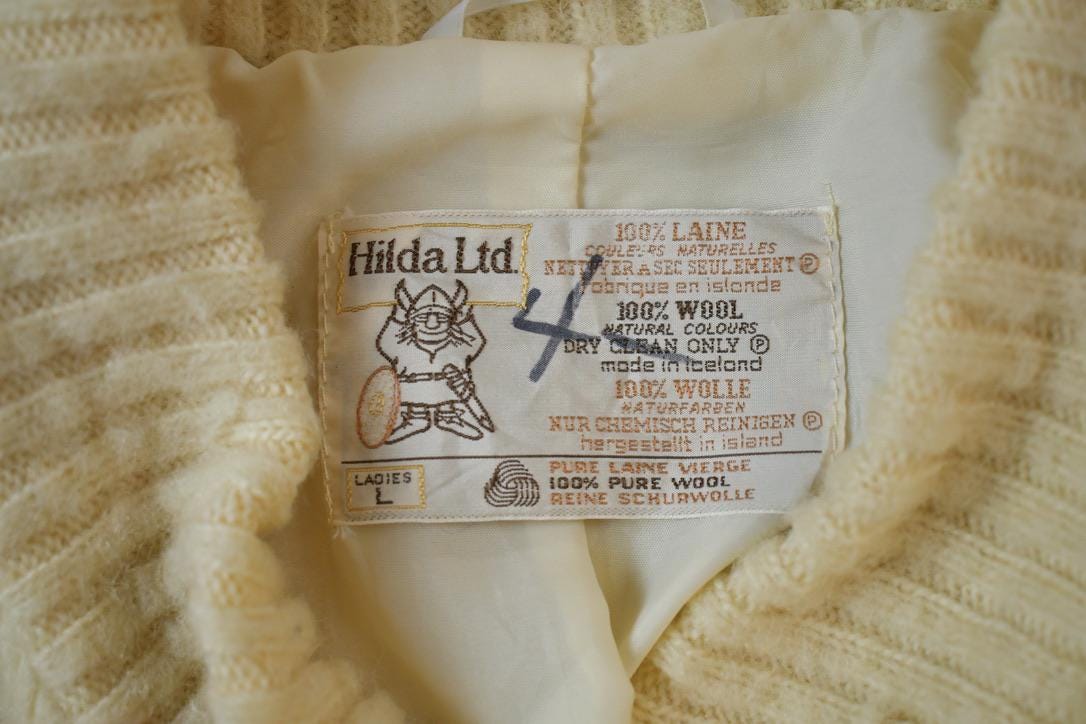 Hilda Ltd.
100% LAINE
COULEURS NATURELLES
NETTOYER A SEC SEULEMENT Ⓟ
fabrique en islande
4
100% WOOL
NATURAL COLOURS
DRY CLEAN ONLY Ⓟ
made in iceland
100% WOLLE
NATURFARBEN
NUR CHEMISCH REINIGEN Ⓟ
hergestellt in island
LADIES
L
PURE LAINE VIERGE
100% PURE WOOL
REINE SCHURWOLLE